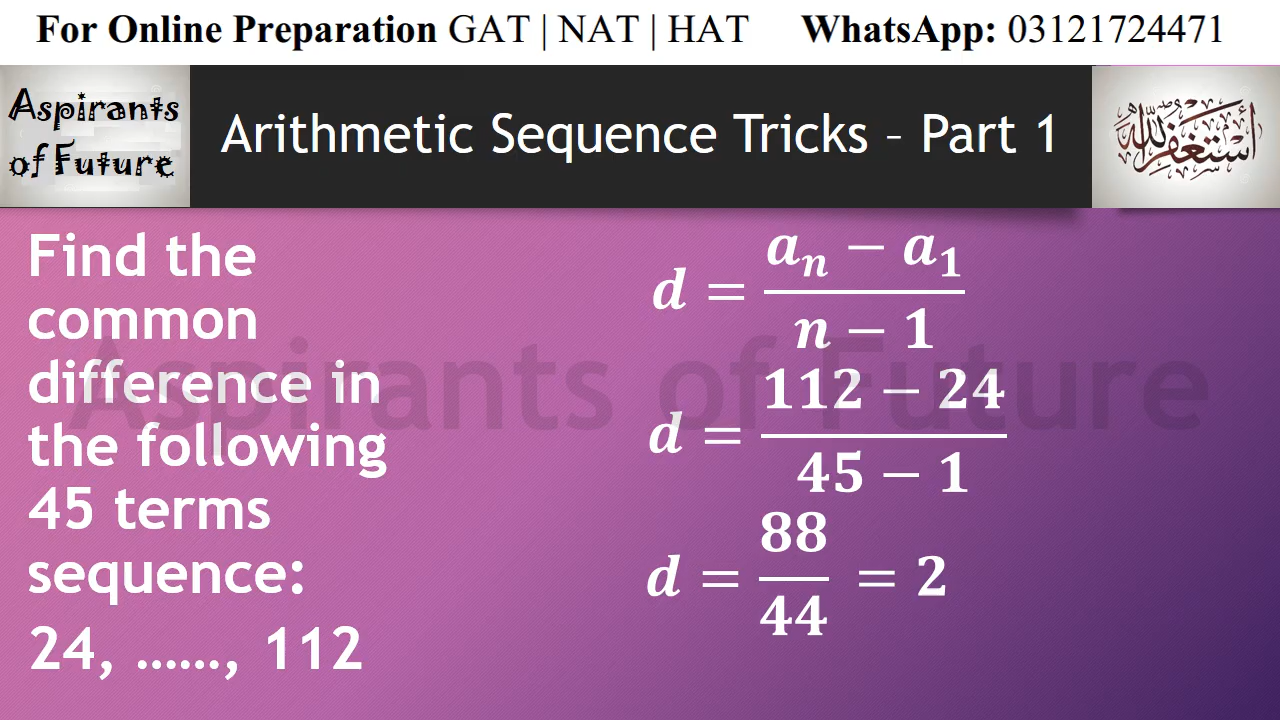 For Online Preparation GAT | NAT | HAT WhatsApp: 03121724471
Aspirants
of Future
Arithmetic Sequence Tricks – Part 1
أستغفر الله
Find the
common
difference in
the following
45 terms
sequence:
24, ……, 112
d = (aₙ − a₁) / (n − 1)
d = (112 − 24) / (45 − 1)
d = 88 / 44 = 2
Aspirants of Future